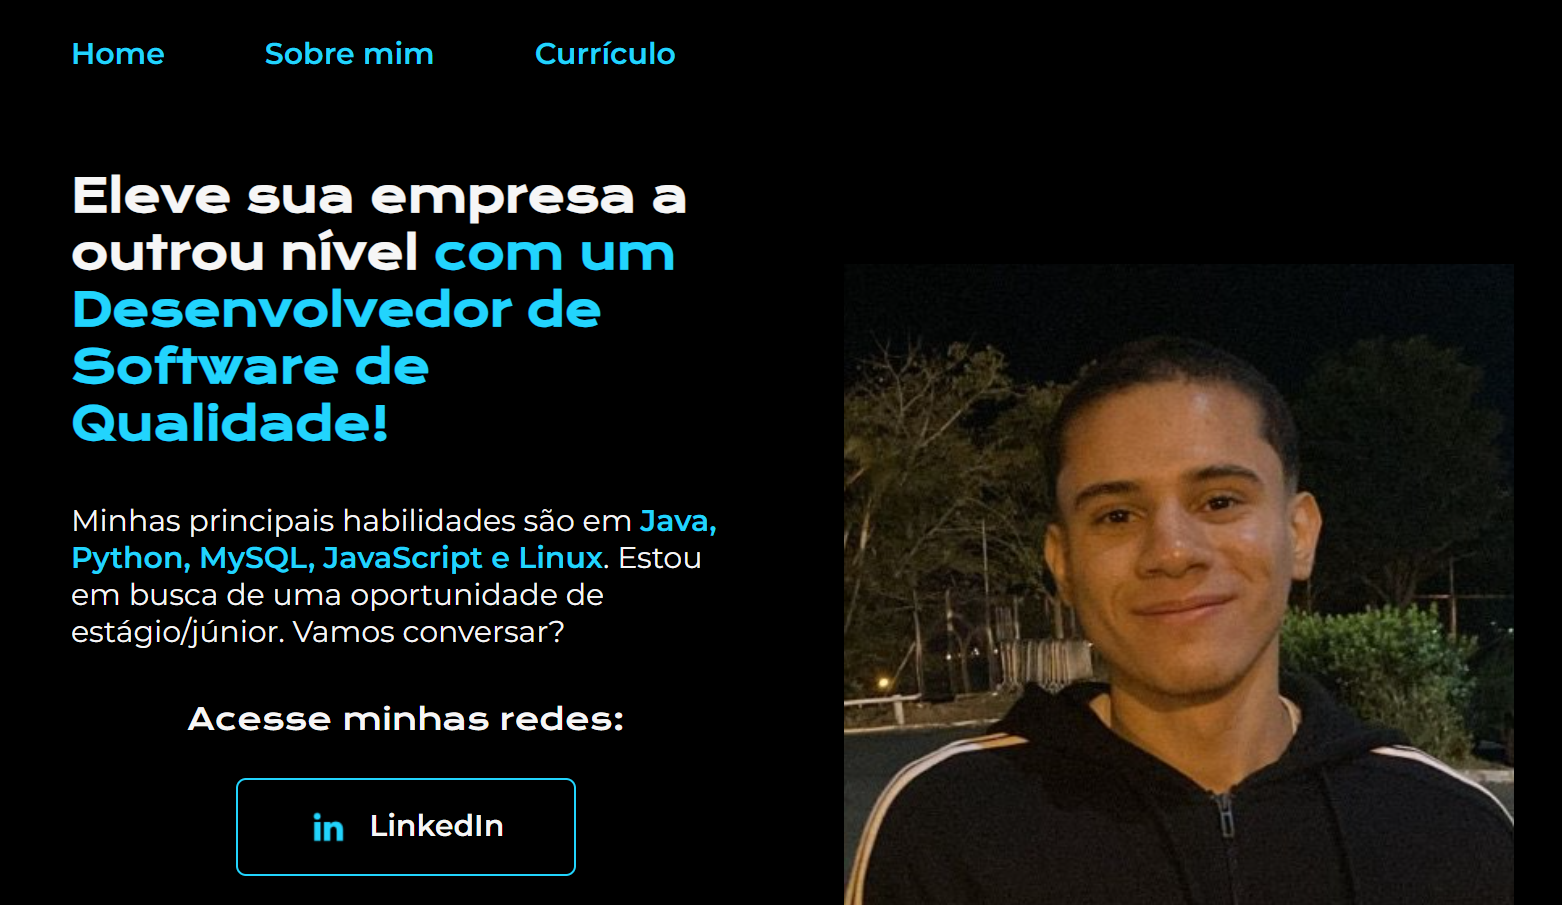 Home Sobre mim Currículo
Eleve sua empresa a
outrou nível com um
Desenvolvedor de
Software de
Qualidade!
Minhas principais habilidades são em Java,
Python, MySQL, JavaScript e Linux. Estou
em busca de uma oportunidade de
estágio/júnior. Vamos conversar?
Acesse minhas redes:
in LinkedIn